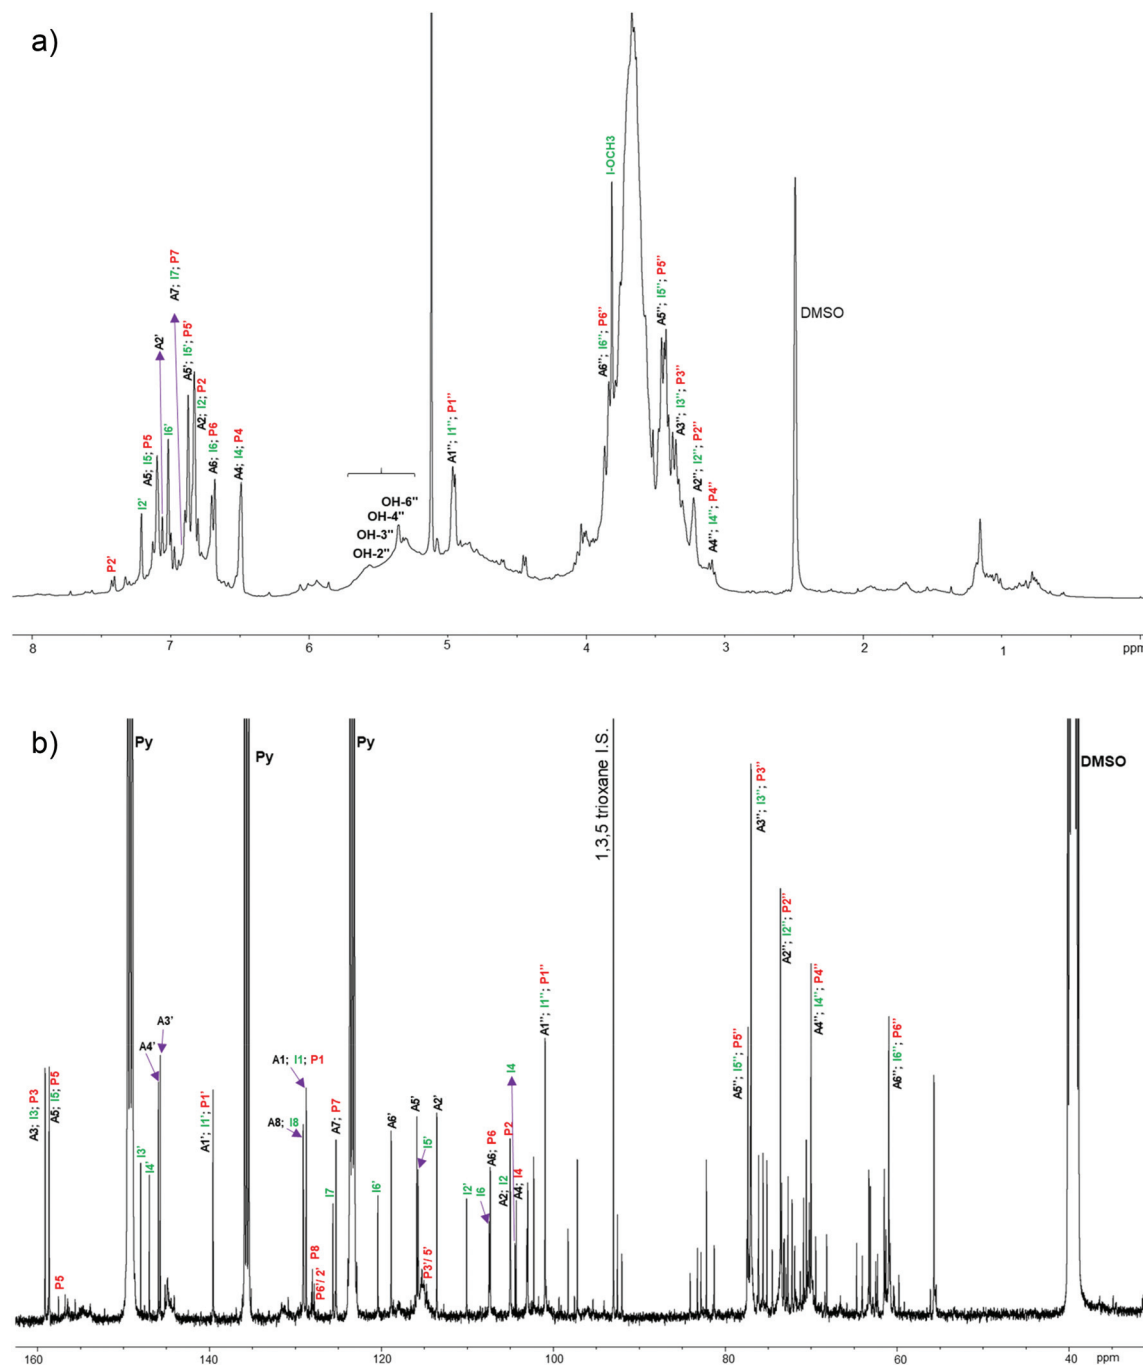 a)
I-OCH3
A7; I7; P7
A2'
A5'; I5'; P5'
A2; I2; P2
I6'
A5; I5; P5
I2'
P2'
A6; I6; P6
A4; I4; P4
OH-6''
OH-4''
OH-3''
OH-2''
A1''; I1''; P1''
A6''; I6''; P6''
A5''; I5''; P5''
A3''; I3''; P3''
A2''; I2''; P2''
A4''; I4''; P4''
DMSO
8 7 6 5 4 3 2 1 ppm
b)
Py
Py
Py
1,3,5 trioxane I.S.
DMSO
A3; I3; P3
A5; I5; P5
P5
I3'
I4'
A4'
A3'
A1'; I1'; P1'
A1; I1; P1
A8; I8
P6'/ 2' P8
I7
A7; P7
I6'
A6'
A5'
I5'
P3'/ 5'
A2'
I2'
I6
A6; P6
A2; I2
P2
I4
A4; I4
A1''; I1''; P1''
A5''; I5''; P5''
A3''; I3''; P3''
A2''; I2''; P2''
A4''; I4''; P4''
A6''; I6''; P6''
160 140 120 100 80 60 40 ppm